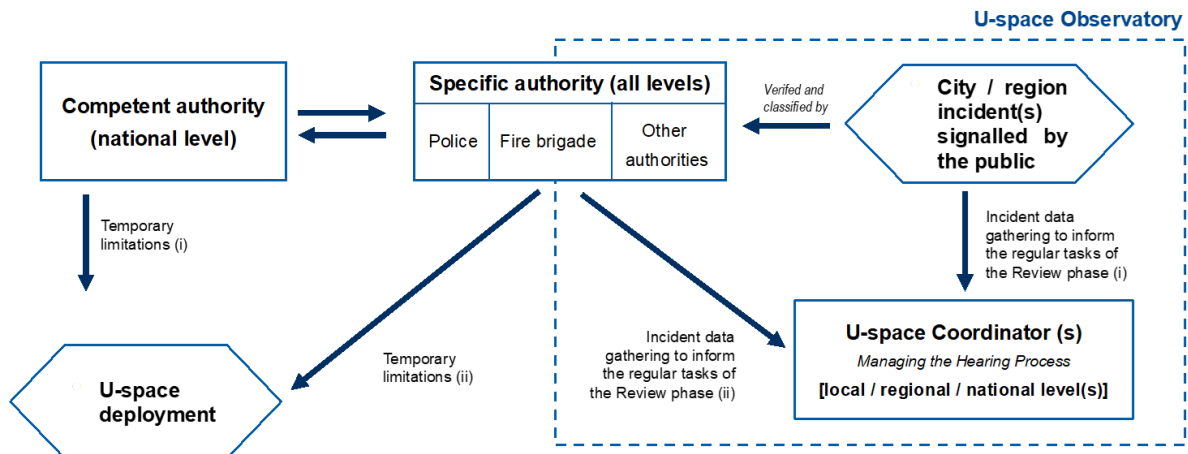 U-space Observatory
Competent authority
(national level)
Specific authority (all levels)
Police
Fire brigade
Other
authorities
Verifed and
classified by
City / region
incident(s)
signalled by
the public
Temporary
limitations (i)
Incident data
gathering to inform
the regular tasks of
the Review phase (i)
U-space
deployment
Temporary
limitations (ii)
Incident data
gathering to inform
the regular tasks of
the Review phase (ii)
U-space Coordinator (s)
Managing the Hearing Process
[local / regional / national level(s)]